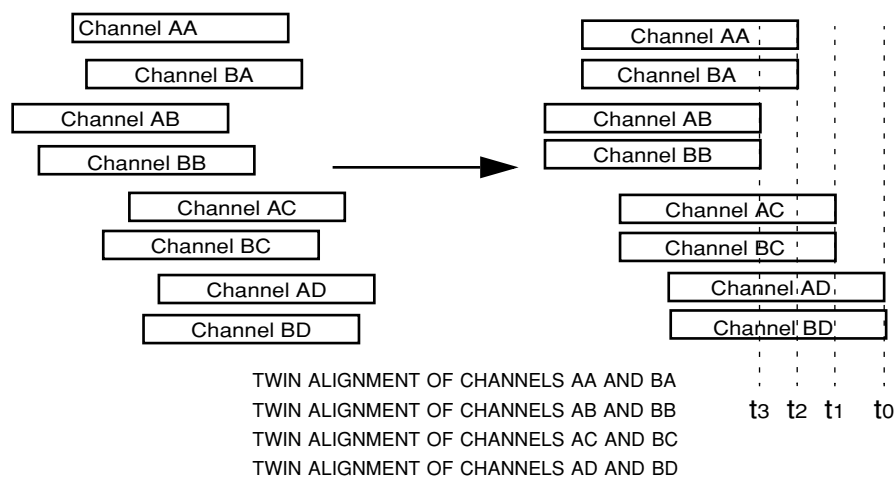 Channel AA
Channel BA
Channel AB
Channel BB
Channel AC
Channel BC
Channel AD
Channel BD
Channel AA
Channel BA
Channel AB
Channel BB
Channel AC
Channel BC
Channel AD
Channel BD
t3 t2 t1 t0
TWIN ALIGNMENT OF CHANNELS AA AND BA
TWIN ALIGNMENT OF CHANNELS AB AND BB
TWIN ALIGNMENT OF CHANNELS AC AND BC
TWIN ALIGNMENT OF CHANNELS AD AND BD